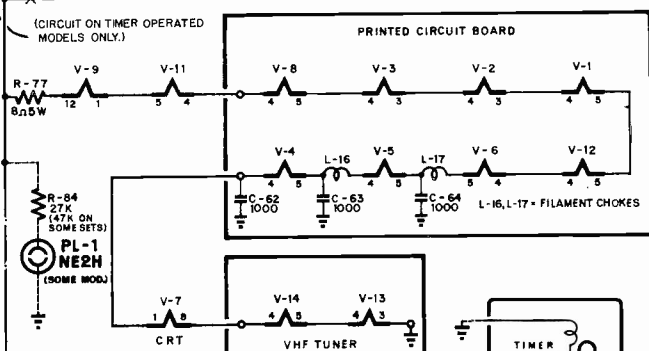 (CIRCUIT ON TIMER OPERATED
MODELS ONLY.)
PRINTED CIRCUIT BOARD
R-77
8Ω5W
V-9
12 1
V-11
5 4
V-8
4 5
V-3
4 3
V-2
4 3
V-1
4 5
V-4
4 5
L-16
V-5
4 5
L-17
V-6
5 4
V-12
4 5
C-62
1000
C-63
1000
C-64
1000
L-16, L-17 = FILAMENT CHOKES
R-84
27K
(47K ON
SOME SETS)
PL-1
NE2H
(SOME MOD.)
V-7
1 8
CRT
V-14
4 5
V-13
4 3
VHF TUNER
TIMER